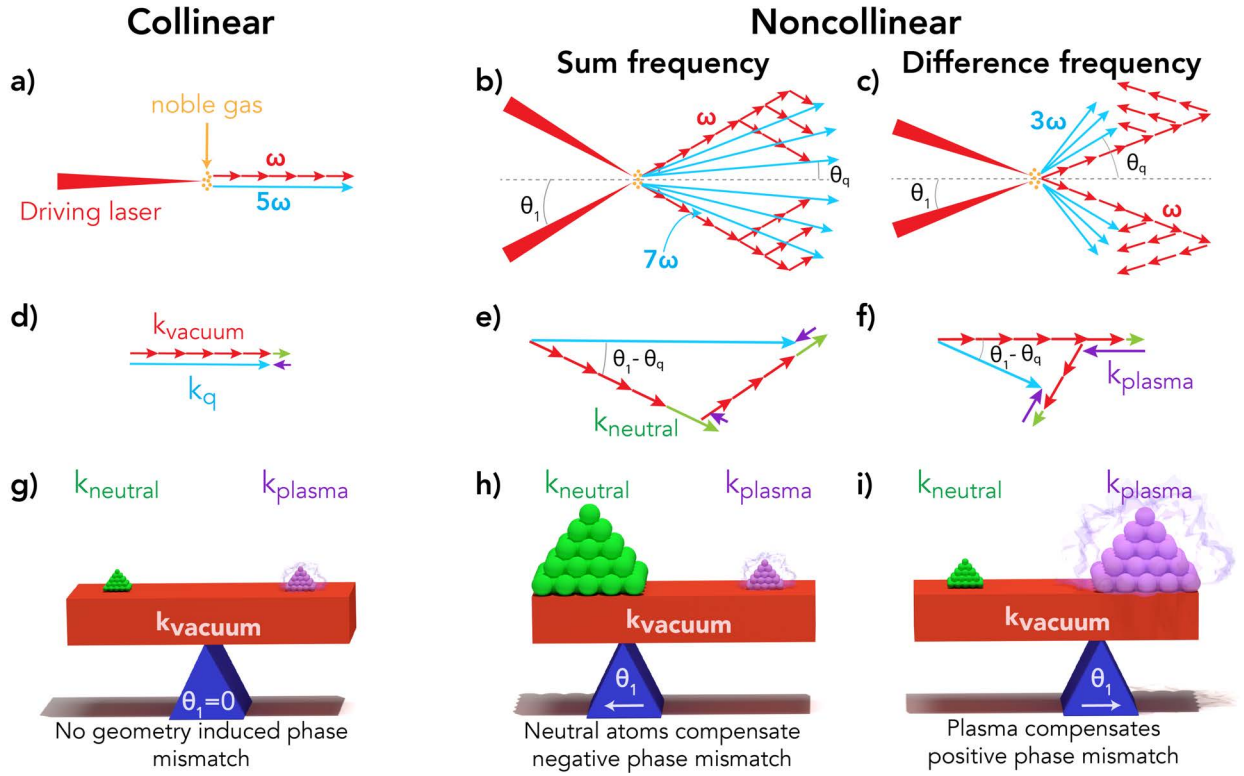 Collinear
Noncollinear
Sum frequency
Difference frequency
a)
noble gas
ω
5ω
Driving laser
b)
ω
θq
θ1
7ω
c)
3ω
θq
θ1
ω
d)
kvacuum
kq
e)
θ1- θq
kneutral
f)
θ1- θq
kplasma
g)
kneutral
kplasma
kvacuum
θ1=0
No geometry induced phase
mismatch
h)
kneutral
kplasma
kvacuum
θ1
Neutral atoms compensate
negative phase mismatch
i)
kneutral
kplasma
kvacuum
θ1
Plasma compensates
positive phase mismatch